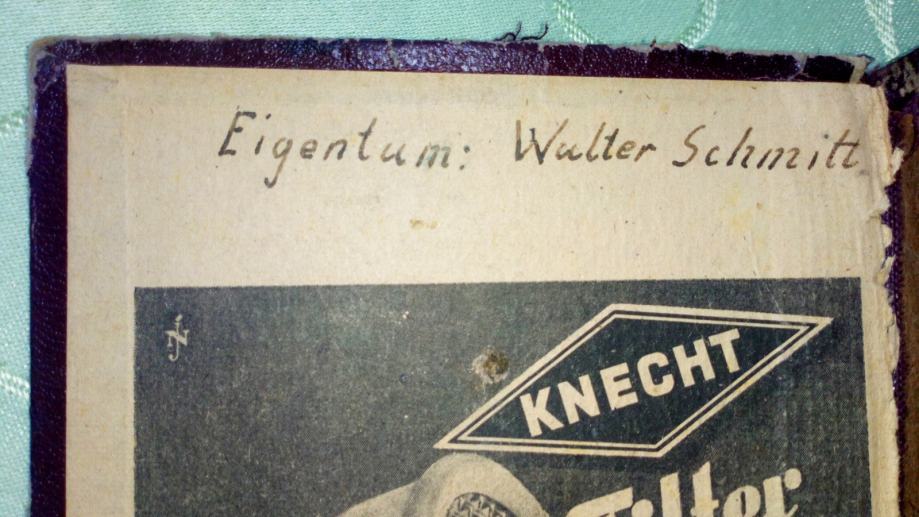 Eigentum: Walter Schmitt
KNECHT
Filter